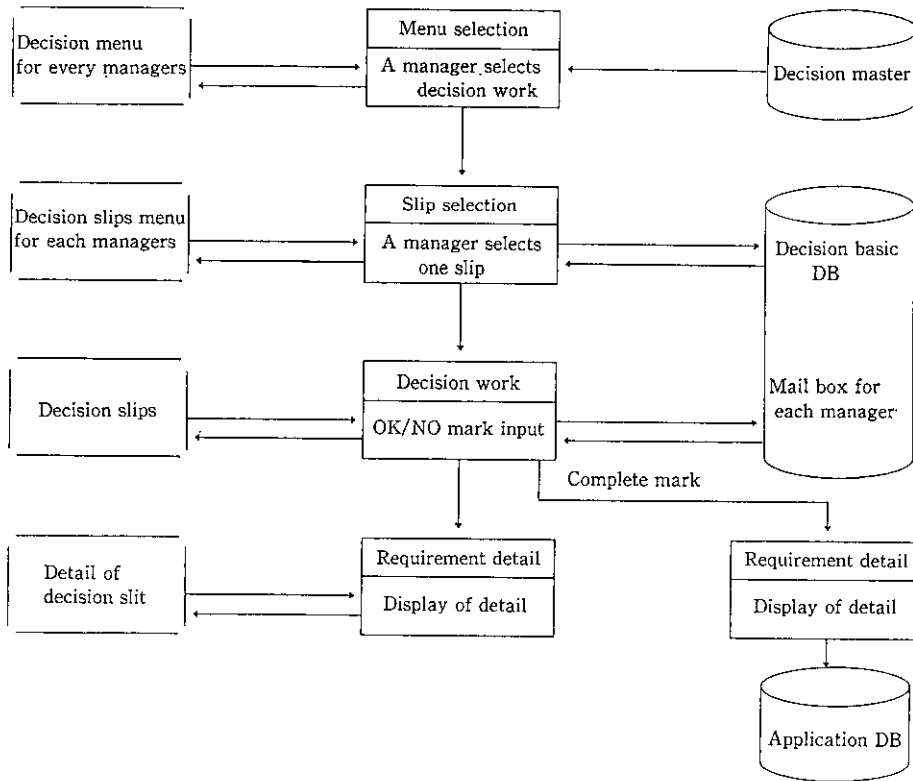 Decision menu
for every managers
Menu selection
A manager selects
decision work
Decision master
Decision slips menu
for each managers
Slip selection
A manager selects
one slip
Decision basic
DB
Decision slips
Decision work
OK/NO mark input
Mail box for
each manager
Complete mark
Detail of
decision slit
Requirement detail
Display of detail
Requirement detail
Display of detail
Application DB